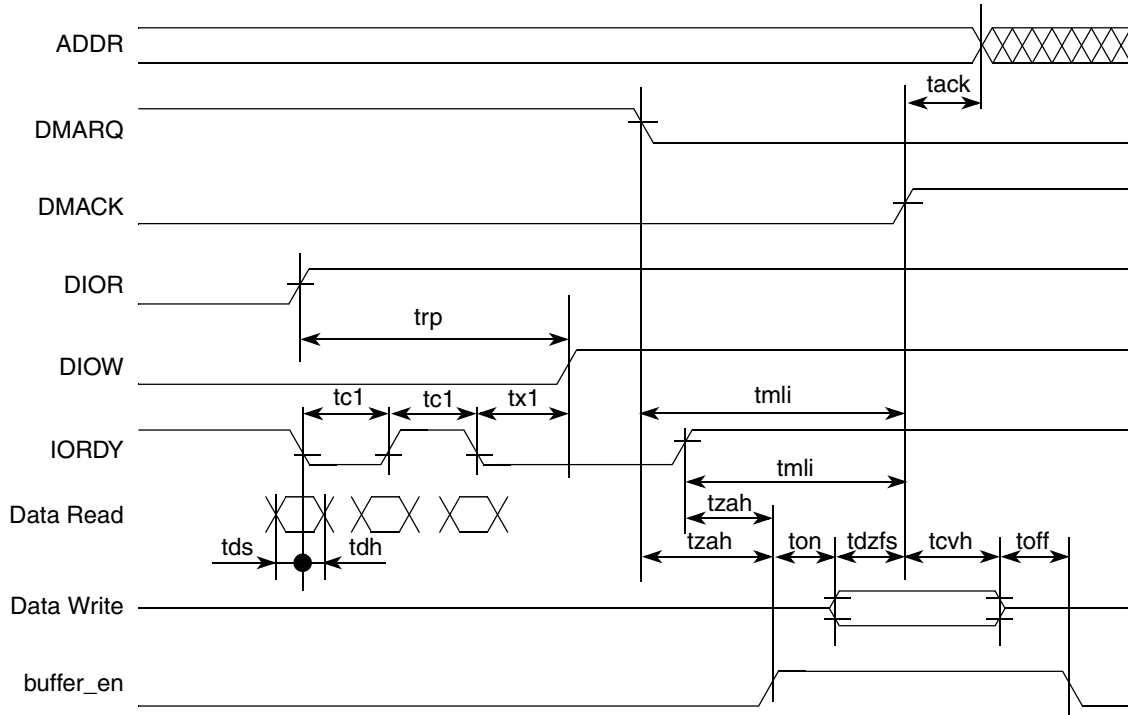 ADDR
tack
DMARQ
DMACK
DIOR
trp
DIOW
tc1 tc1 tx1 tmli
IORDY
tmli
tzah
Data Read
tds tdh tzah ton tdzfs tcvh toff
Data Write
buffer_en